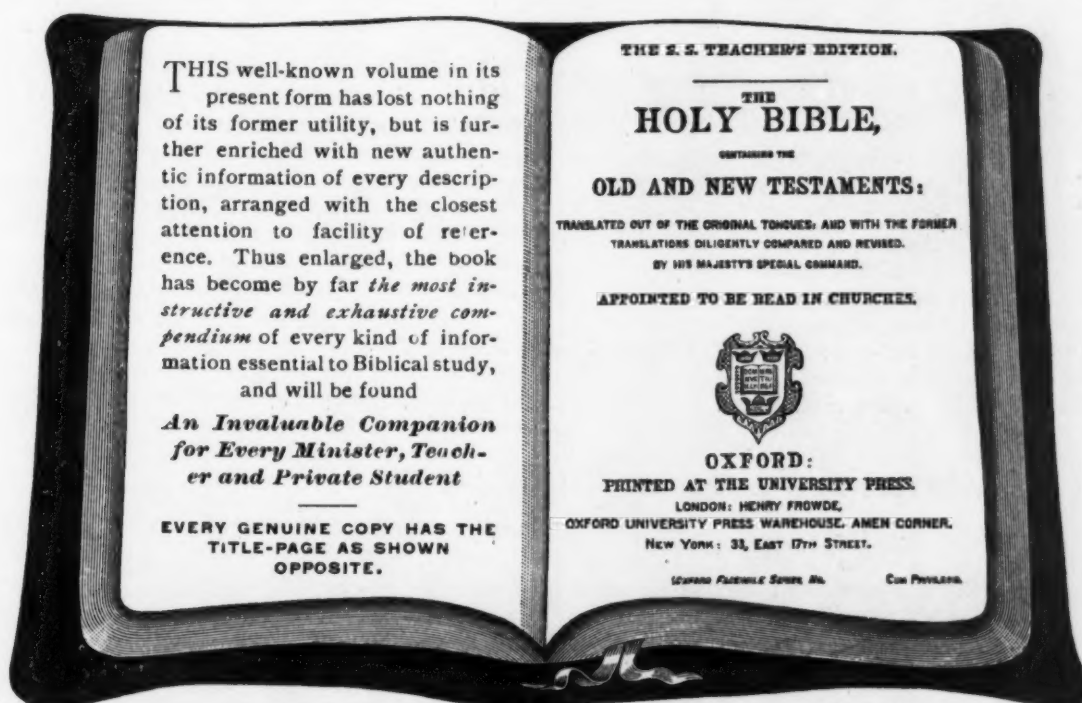 THIS well-known volume in its
present form has lost nothing
of its former utility, but is fur-
ther enriched with new authen-
tic information of every descrip-
tion, arranged with the closest
attention to facility of refer-
ence. Thus enlarged, the book
has become by far the most in-
structive and exhaustive com-
pendium of every kind of infor-
mation essential to Biblical study,
and will be found
An Invaluable Companion
for Every Minister, Teach-
er and Private Student
EVERY GENUINE COPY HAS THE
TITLE-PAGE AS SHOWN
OPPOSITE.
THE S. S. TEACHER'S EDITION.
THE
HOLY BIBLE,
CONTAINING THE
OLD AND NEW TESTAMENTS:
TRANSLATED OUT OF THE ORIGINAL TONGUES; AND WITH THE FORMER
TRANSLATIONS DILIGENTLY COMPARED AND REVISED.
BY HIS MAJESTY'S SPECIAL COMMAND.
APPOINTED TO BE READ IN CHURCHES.
OXFORD:
PRINTED AT THE UNIVERSITY PRESS.
LONDON: HENRY FROWDE,
OXFORD UNIVERSITY PRESS WAREHOUSE, AMEN CORNER.
NEW YORK: 33, EAST 17TH STREET.
Oxford Facsimile Series, No. Cum Privilegio.